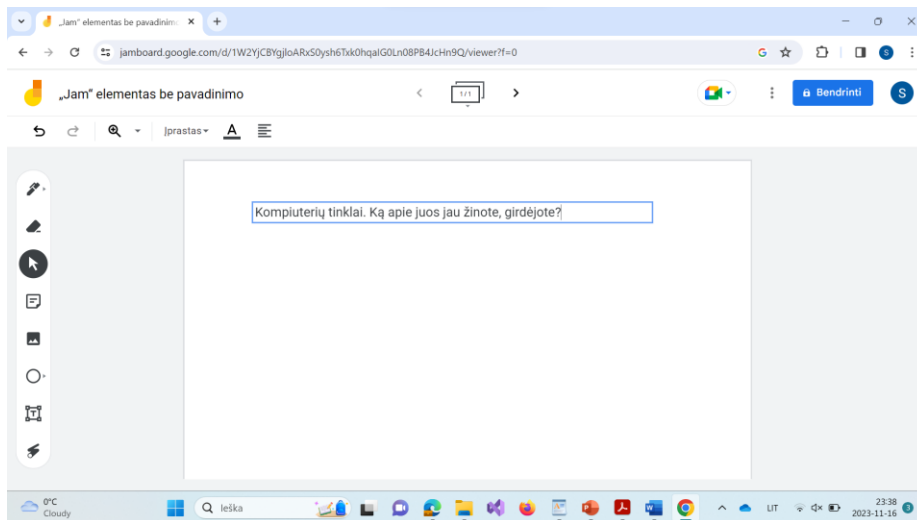 „Jam“ elementas be pavadinimo
jamboard.google.com/d/1W2YjCBYgjloARxS0ysh6Txk0hqaIG0Ln08PB4JcHn9Q/viewer?f=0
S
„Jam“ elementas be pavadinimo
1/1
Bendrinti
S
Įprastas
A
Kompiuterių tinklai. Ką apie juos jau žinote, girdėjote?
0°C
Cloudy
Ieška
LIT
23:38
2023-11-16
3